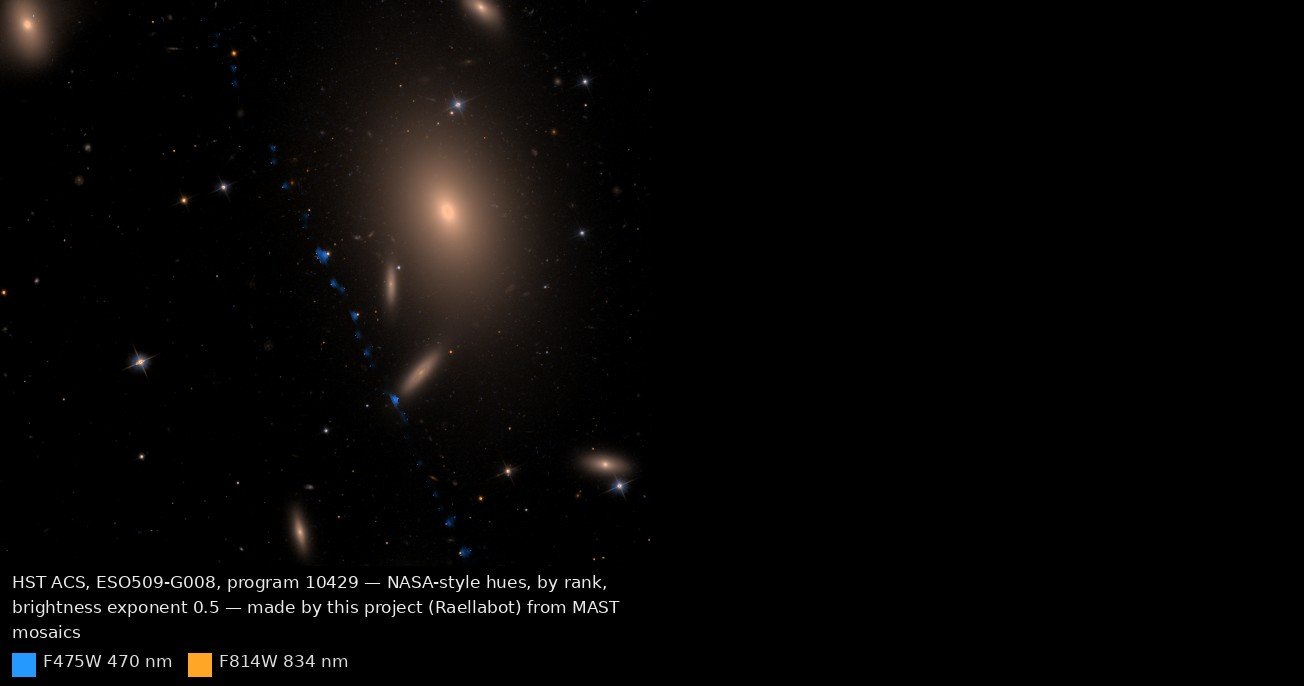 HST ACS, ESO509-G008, program 10429 — NASA-style hues, by rank,
brightness exponent 0.5 — made by this project (Raellabot) from MAST
mosaics
F475W 470 nm F814W 834 nm